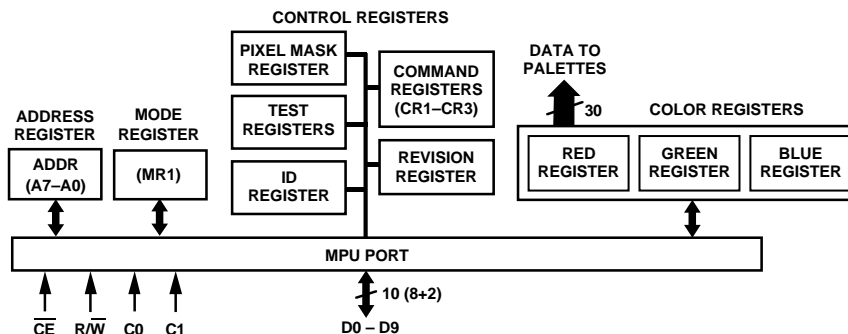 CONTROL REGISTERS
PIXEL MASK
REGISTER
COMMAND
REGISTERS
(CR1–CR3)
TEST
REGISTERS
REVISION
REGISTER
ID
REGISTER
ADDRESS
REGISTER
ADDR
(A7–A0)
MODE
REGISTER
(MR1)
DATA TO
PALETTES
30
COLOR REGISTERS
RED
REGISTER
GREEN
REGISTER
BLUE
REGISTER
MPU PORT
CE
R/W
C0
C1
10 (8+2)
D0 – D9